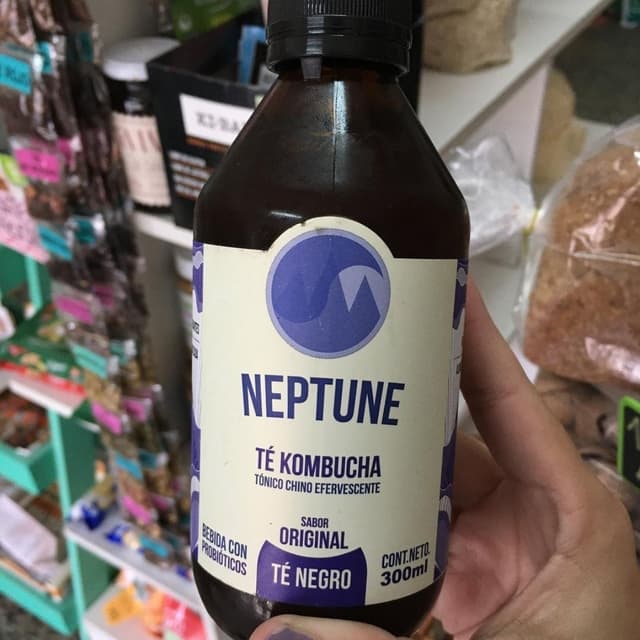 NEPTUNE
TÉ KOMBUCHA
TÓNICO CHINO EFERVESCENTE
SABOR
ORIGINAL
TÉ NEGRO
BEBIDA CON
PROBIÓTICOS
CONT.NETO.
300ml